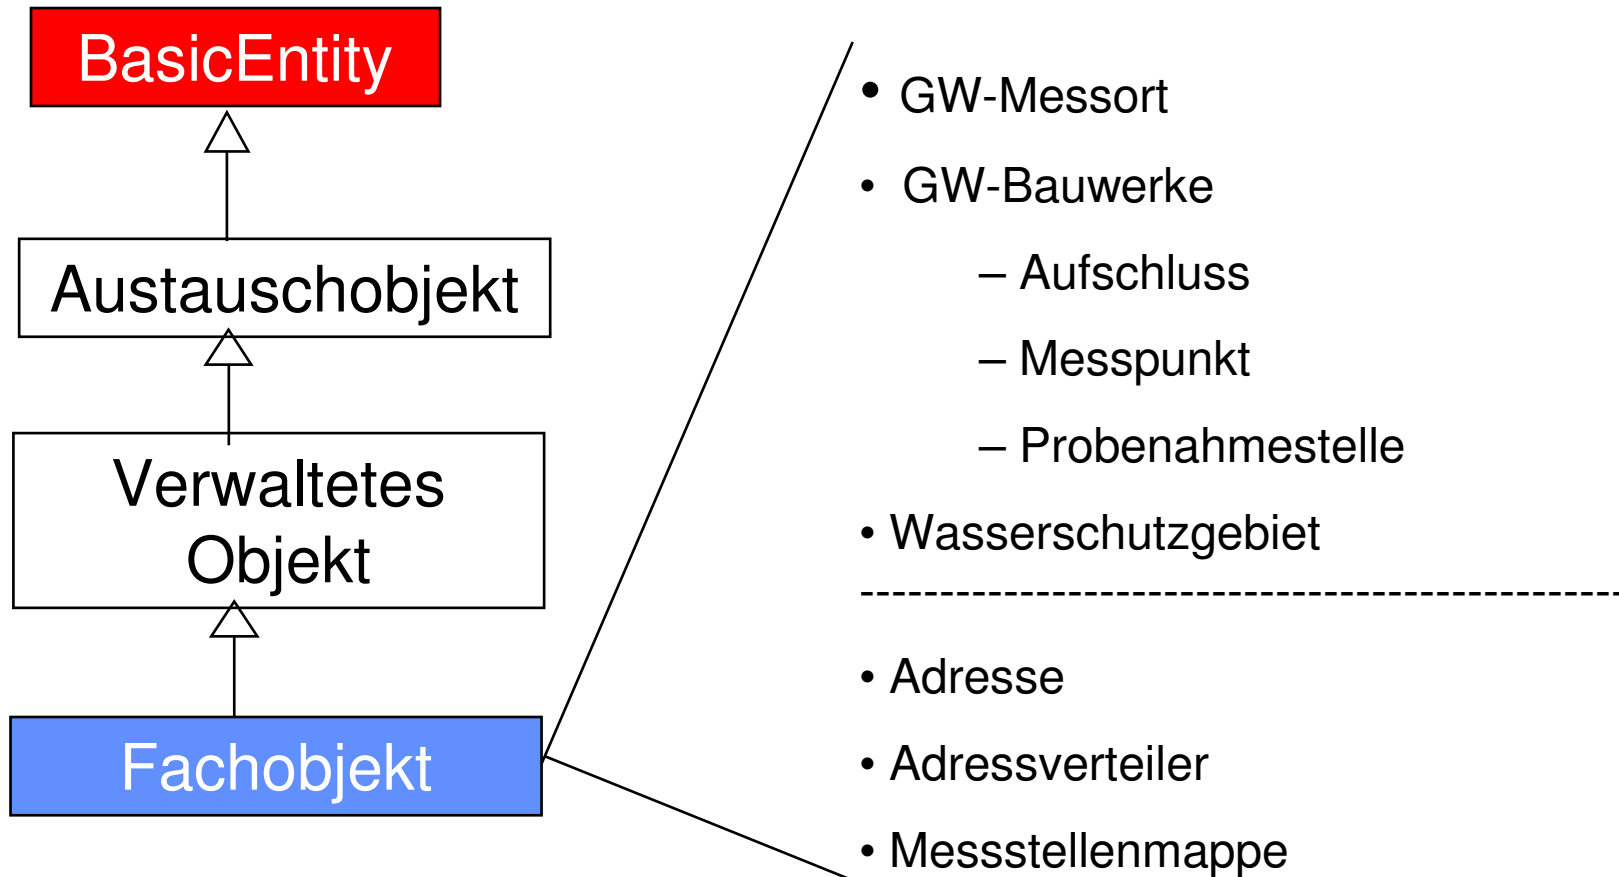 BasicEntity
Austauschobjekt
Verwaltetes
Objekt
Fachobjekt
• GW-Messort
• GW-Bauwerke
– Aufschluss
– Messpunkt
– Probenahmestelle
• Wasserschutzgebiet
------------------------------------------------
• Adresse
• Adressverteiler
• Messstellenmappe